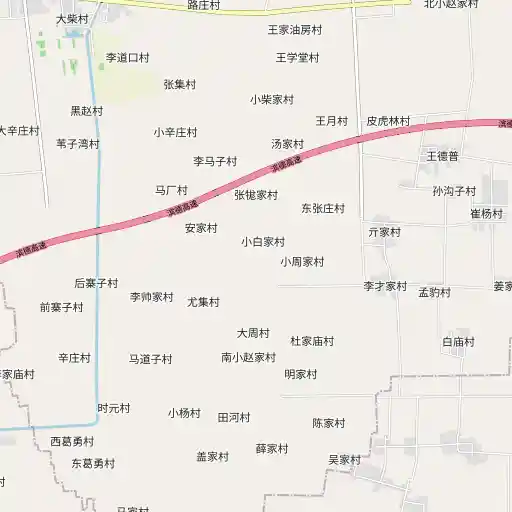 路庄村
北小赵家村
大柴村
王家油房村
李道口村
王学堂村
张集村
小柴家村
黑赵村
王月村
皮虎林村
滨德
大辛庄村
小辛庄村
苇子湾村
汤家村
李马子村
王德普
滨德高速
马厂村
张栊家村
孙沟子村
滨德高速
东张庄村
崔杨村
安家村
亓家村
小白家村
滨德高速
小周家村
后寨子村
李才家村
姜家
李帅家村
尤集村
孟豹村
前寨子村
大周村
杜家庙村
白庙村
辛庄村
马道子村
南小赵家村
家庙村
明家村
时元村
小杨村
田河村
陈家村
西葛勇村
薛家村
盖家村
吴家村
东葛勇村
村